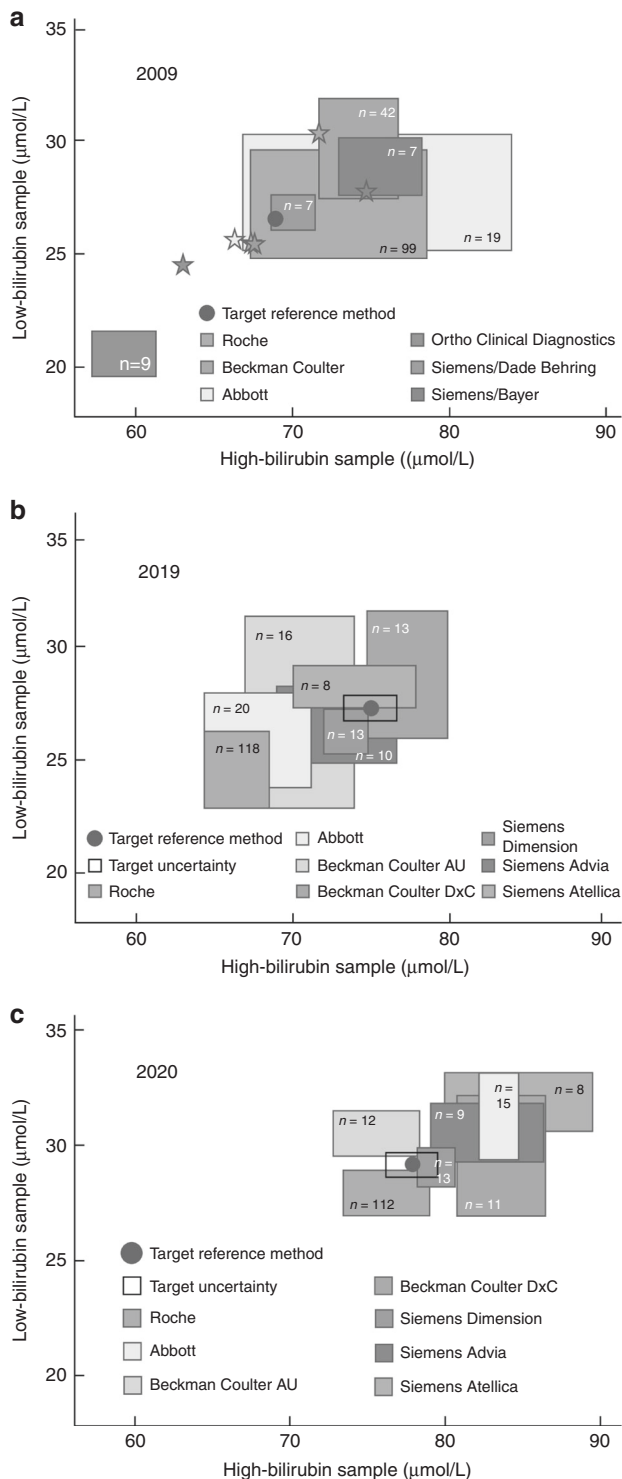 a
35
2009
n = 42
30
n = 7
n = 7
25
n = 99
n = 19
Target reference method
Roche
Ortho Clinical Diagnostics
20
n=9
Beckman Coulter
Siemens/Dade Behring
Abbott
Siemens/Bayer
60
70
80
90
High-bilirubin sample ((μmol/L)
Low-bilirubin sample (μmol/L)
b
35
2019
30
n = 16
n = 13
n = 8
n = 20
n = 13
25
n = 118
n = 10
Target reference method
Abbott
Siemens
Dimension
Target uncertainty
Beckman Coulter AU
Siemens Advia
20
Roche
Beckman Coulter DxC
Siemens Atellica
60
70
80
90
High-bilirubin sample (μmol/L)
Low-bilirubin sample (μmol/L)
c
35
2020
n =
15
n = 8
n = 12
n = 9
30
n =
13
n = 112
n = 11
25
Target reference method
Target uncertainty
Beckman Coulter DxC
Roche
Siemens Dimension
Abbott
Siemens Advia
20
Beckman Coulter AU
Siemens Atellica
60
70
80
90
High-bilirubin sample (μmol/L)
Low-bilirubin sample (μmol/L)